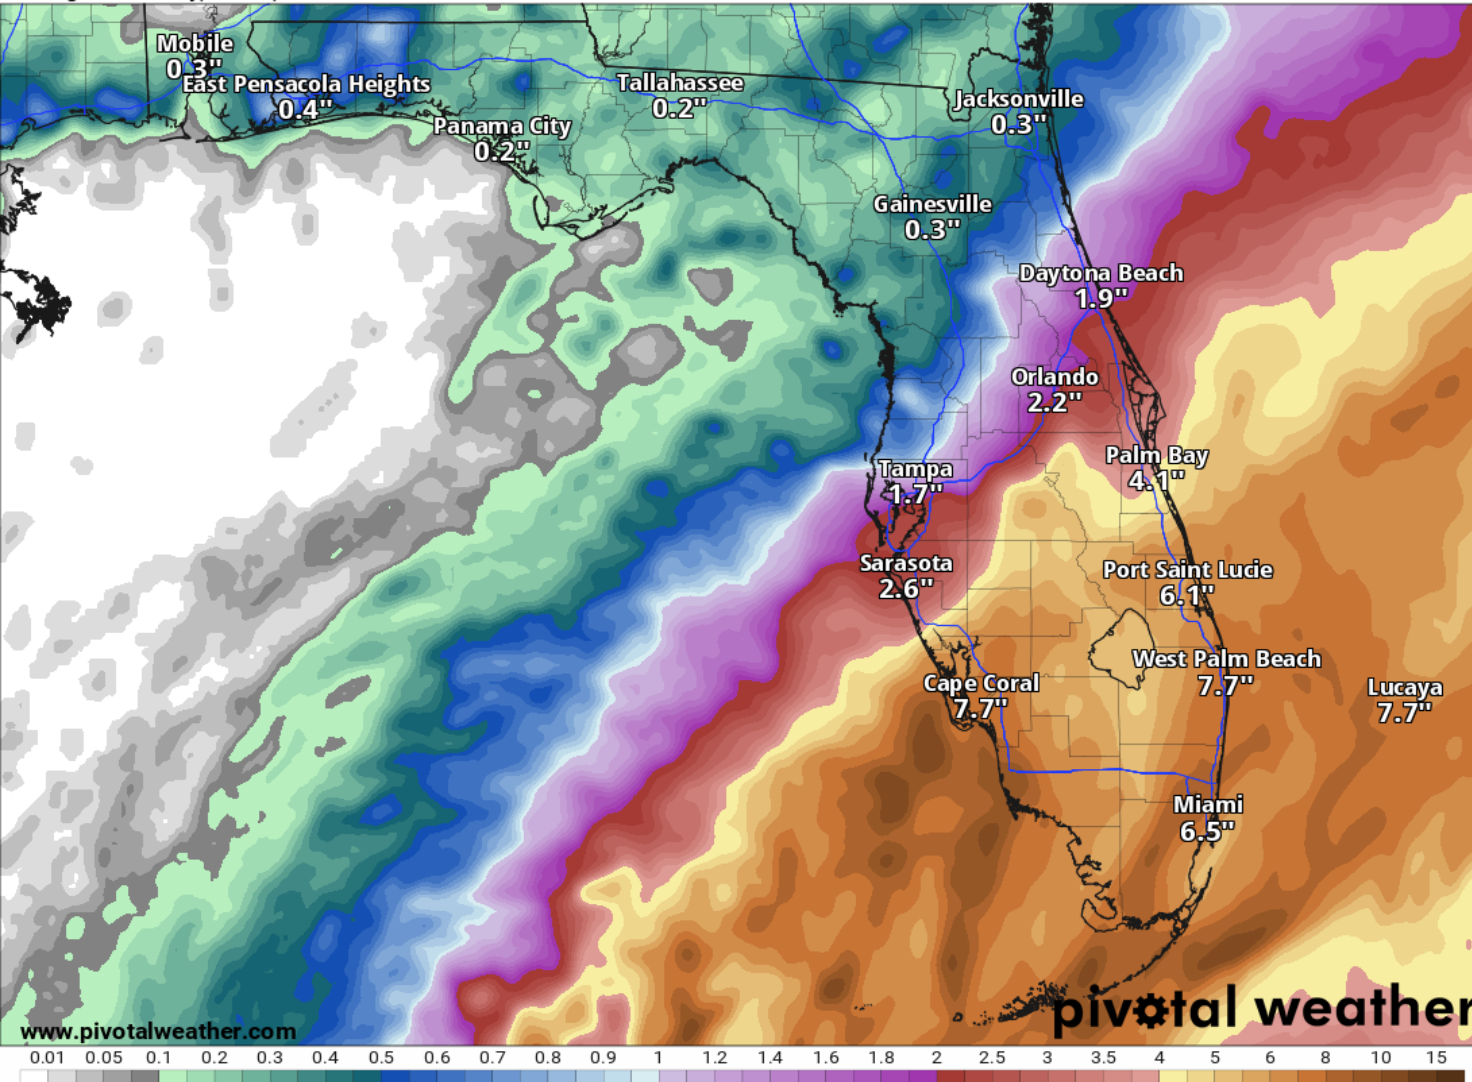 Mobile
0.3"
East Pensacola Heights
0.4"
Tallahassee
0.2"
Jacksonville
0.3"
Panama City
0.2"
Gainesville
0.3"
Daytona Beach
1.9"
Orlando
2.2"
Palm Bay
4.1"
Tampa
1.7"
Sarasota
2.6"
Port Saint Lucie
6.1"
West Palm Beach
7.7"
Cape Coral
7.7"
Lucaya
7.7"
Miami
6.5"
pivotal weather
www.pivotalweather.com
0.01 0.05 0.1 0.2 0.3 0.4 0.5 0.6 0.7 0.8 0.9 1 1.2 1.4 1.6 1.8 2 2.5 3 3.5 4 5 6 8 10 15